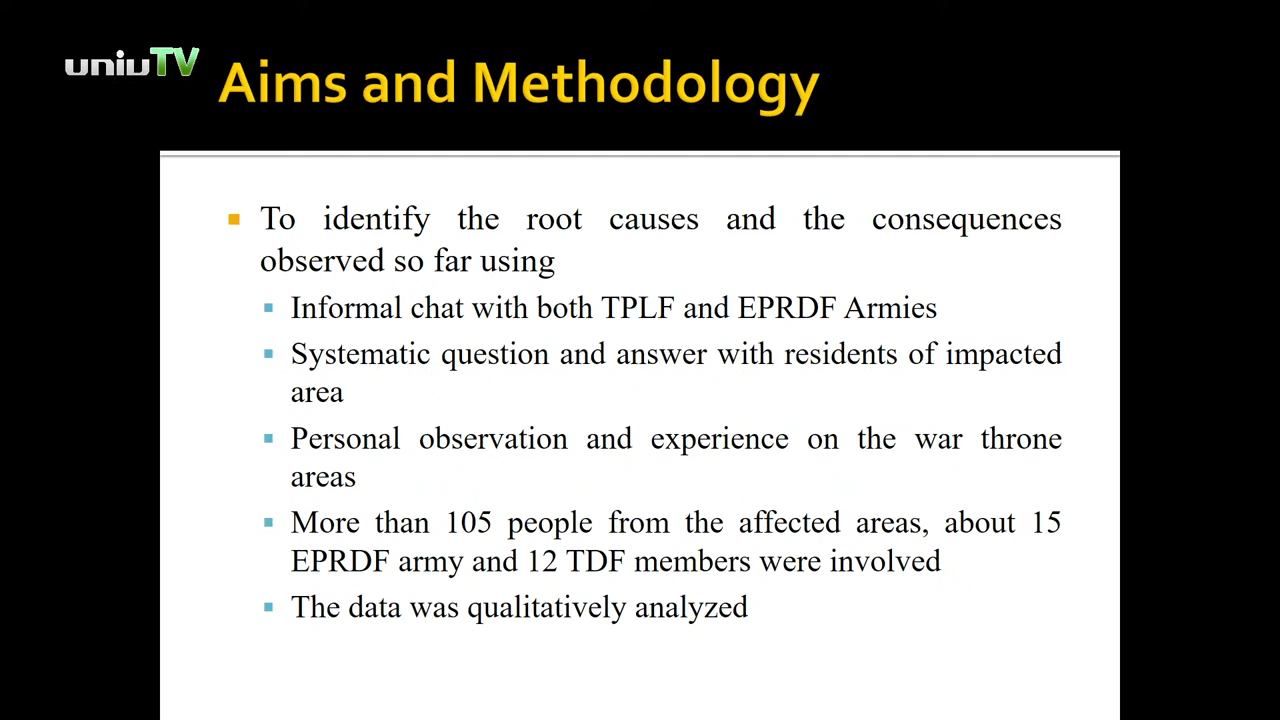 uniuTV
Aims and Methodology
To identify the root causes and the consequences
observed so far using
Informal chat with both TPLF and EPRDF Armies
Systematic question and answer with residents of impacted
area
Personal observation and experience on the war throne
areas
More than 105 people from the affected areas, about 15
EPRDF army and 12 TDF members were involved
The data was qualitatively analyzed